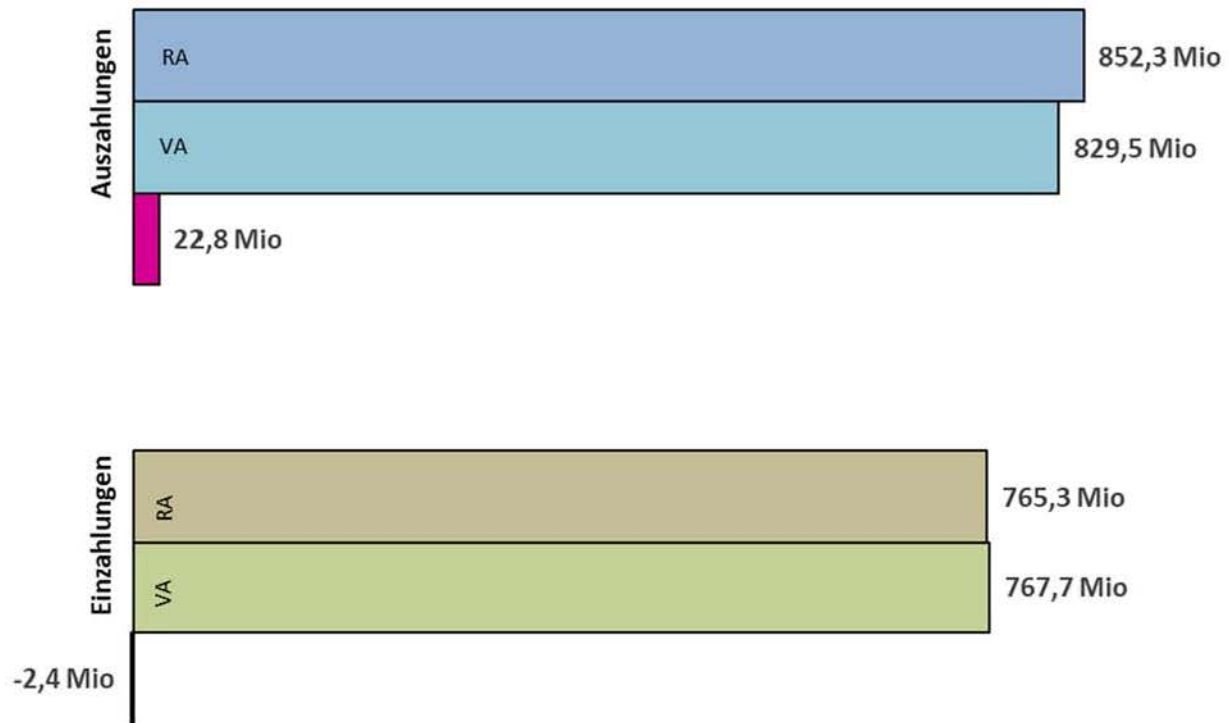 Auszahlungen
RA
852,3 Mio
VA
829,5 Mio
22,8 Mio
Einzahlungen
RA
765,3 Mio
VA
767,7 Mio
-2,4 Mio